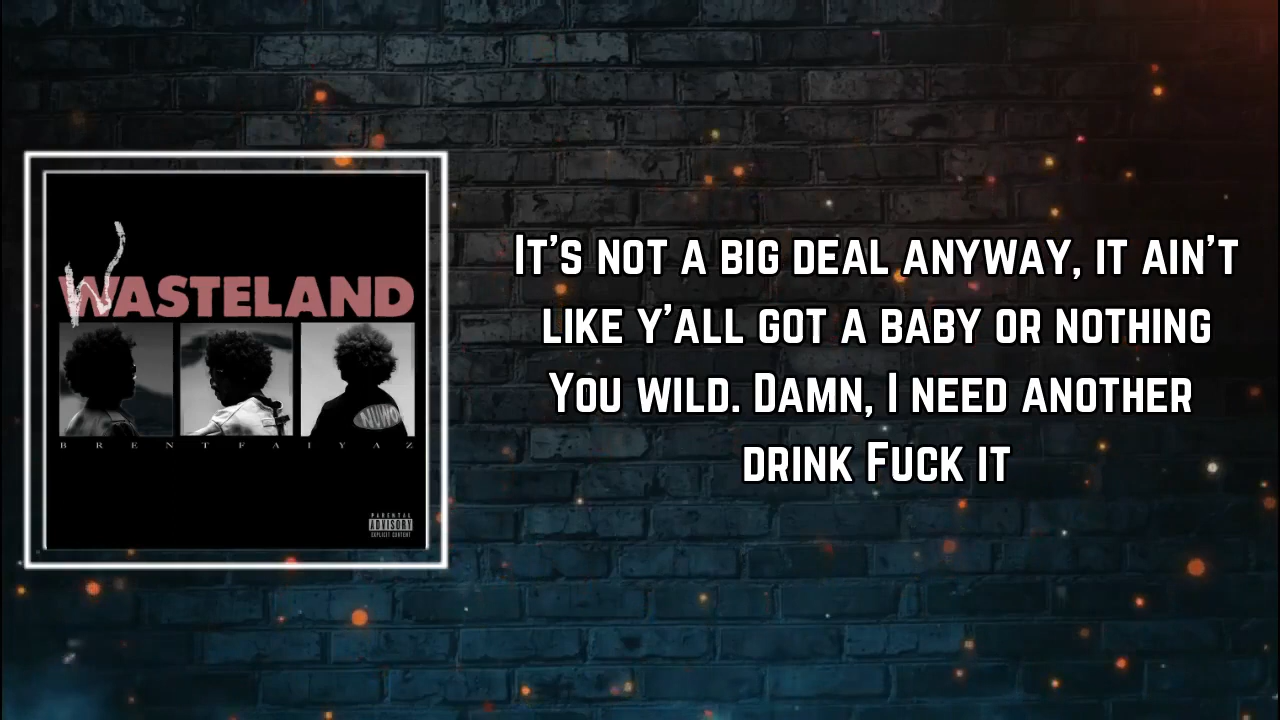 WASTELAND
NUWO
BRENTFAIYAZ
PARENTAL
ADVISORY
EXPLICIT CONTENT
It's not a big deal anyway, it ain't
like y'all got a baby or nothing
You wild. Damn, I need another
drink Fuck it